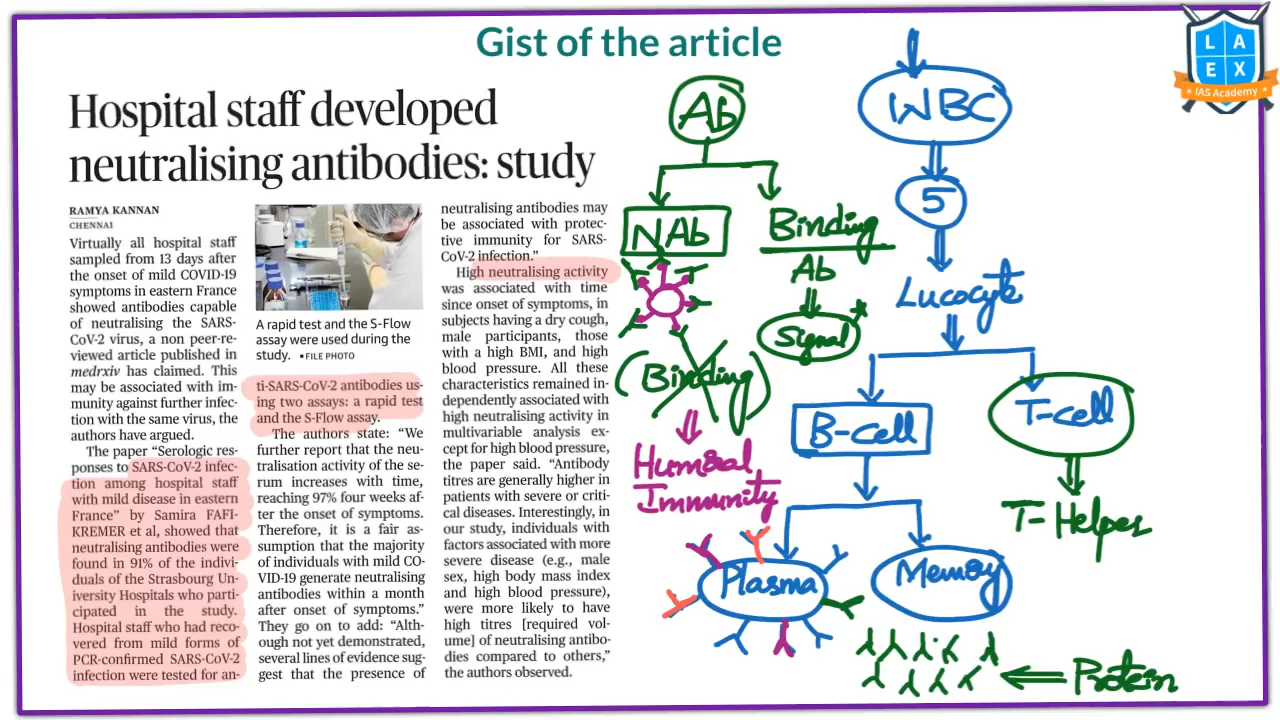 Gist of the article
L A
E X
IAS Academy
Hospital staff developed
neutralising antibodies: study
RAMYA KANNAN
CHENNAI
Virtually all hospital staff
sampled from 13 days after
the onset of mild COVID-19
symptoms in eastern France
showed antibodies capable
of neutralising the SARS-
CoV-2 virus, a non peer-re-
viewed article published in
medrxiv has claimed. This
may be associated with im-
munity against further infec-
tion with the same virus, the
authors have argued.
The paper “Serologic res-
ponses to SARS-CoV-2 infec-
tion among hospital staff
with mild disease in eastern
France” by Samira FAFI-
KREMER et al, showed that
neutralising antibodies were
found in 91% of the indivi-
duals of the Strasbourg Un-
iversity Hospitals who parti-
cipated in the study.
Hospital staff who had reco-
vered from mild forms of
PCR-confirmed SARS-CoV-2
infection were tested for an-
A rapid test and the S-Flow
assay were used during the
study. ▪FILE PHOTO
ti-SARS-CoV-2 antibodies us-
ing two assays: a rapid test
and the S-Flow assay.
The authors state: “We
further report that the neu-
tralisation activity of the se-
rum increases with time,
reaching 97% four weeks af-
ter the onset of symptoms.
Therefore, it is a fair as-
sumption that the majority
of individuals with mild CO-
VID-19 generate neutralising
antibodies within a month
after onset of symptoms.”
They go on to add: “Alth-
ough not yet demonstrated,
several lines of evidence sug-
gest that the presence of
neutralising antibodies may
be associated with protec-
tive immunity for SARS-
CoV-2 infection.”
High neutralising activity
was associated with time
since onset of symptoms, in
subjects having a dry cough,
male participants, those
with a high BMI, and high
blood pressure. All these
characteristics remained in-
dependently associated with
high neutralising activity in
multivariable analysis ex-
cept for high blood pressure,
the paper said. “Antibody
titres are generally higher in
patients with severe or criti-
cal diseases. Interestingly, in
our study, individuals with
factors associated with more
severe disease (e.g., male
sex, high body mass index
and high blood pressure),
were more likely to have
high titres [required vol-
ume] of neutralising antibo-
dies compared to others,”
the authors observed.
Ab
NAb
Binding
Ab
Signal
(Binding)
Humoral
Immunity
WBC
5
Lucocyte
B-cell
T-cell
T-Helper
Plasma
Memoy
Protein